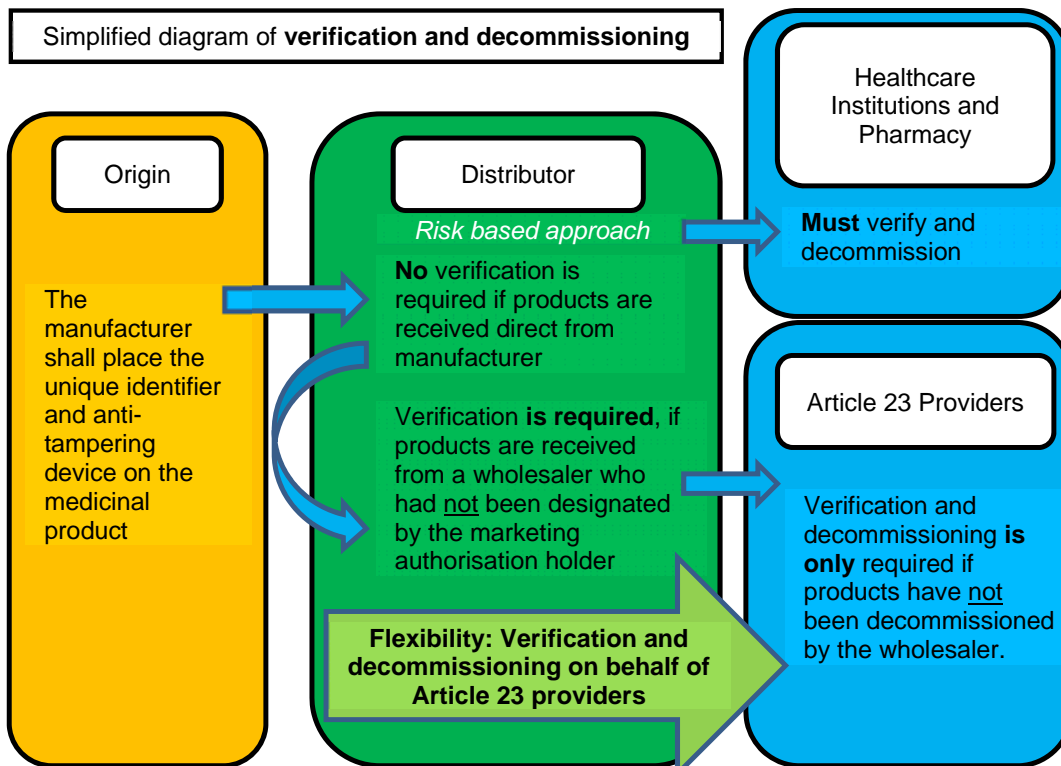 Simplified diagram of verification and decommissioning
Origin
The
manufacturer
shall place the
unique identifier
and anti-
tampering
device on the
medicinal
product
Distributor
Risk based approach
No verification is
required if products are
received direct from
manufacturer
Verification is required, if
products are received
from a wholesaler who
had not been designated
by the marketing
authorisation holder
Flexibility: Verification and
decommissioning on behalf of
Article 23 providers
Healthcare
Institutions and
Pharmacy
Must verify and
decommission
Article 23 Providers
Verification and
decommissioning is
only required if
products have not
been decommissioned
by the wholesaler.